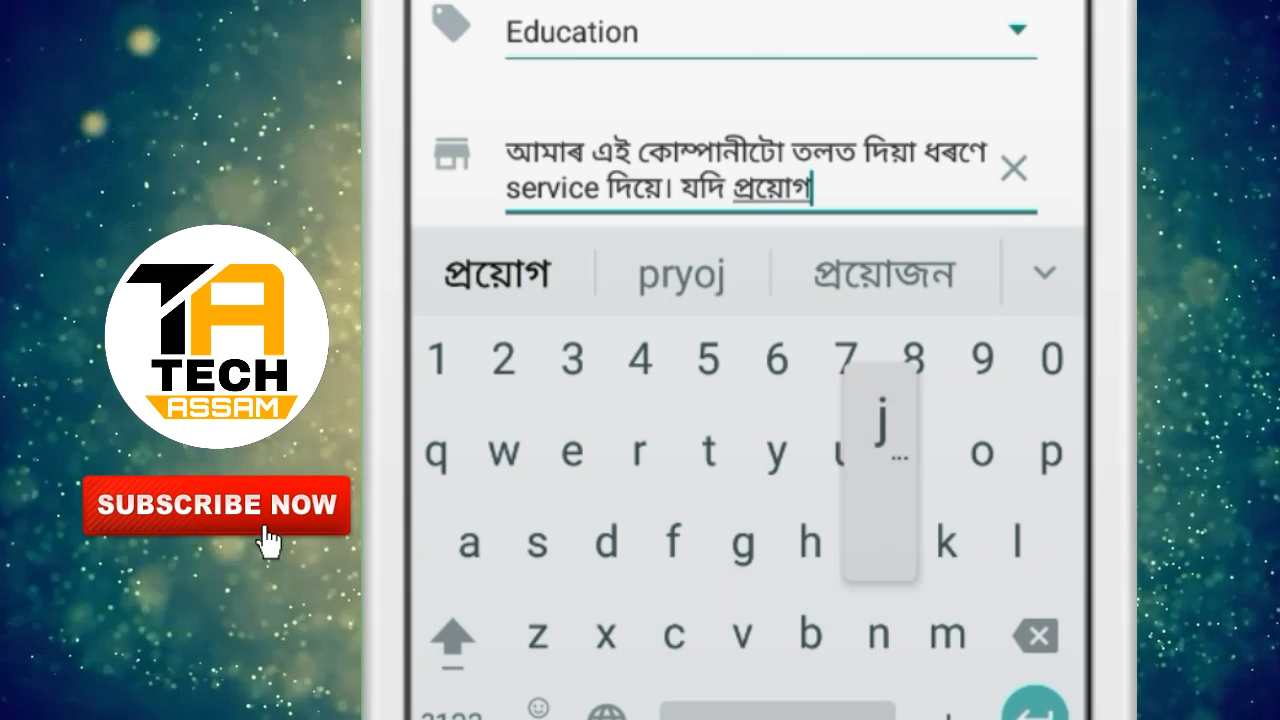 Education
আমাৰ এই কোম্পানীটো তলত দিয়া ধৰণে
service দিয়ে। যদি প্ৰয়োগ
প্ৰয়োগ pryoj প্ৰয়োজন
1 2 3 4 5 6 7 8 9 0
j
...
q w e r t y u o p
a s d f g h k l
z x c v b n m
TA
TECH
ASSAM
SUBSCRIBE NOW